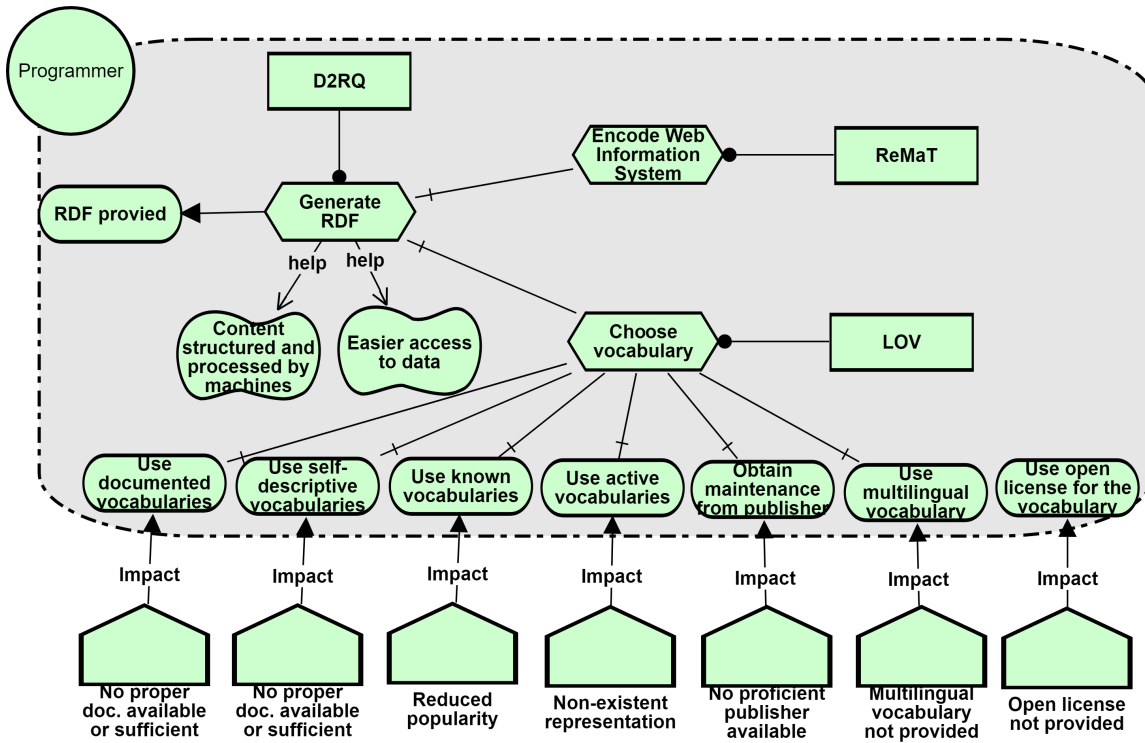 Programmer
D2RQ
Encode Web
Information
System
ReMaT
RDF provied
Generate
RDF
help
help
Content
structured and
processed by
machines
Easier access
to data
Choose
vocabulary
LOV
Use
documented
vocabularies
Use self-
descriptive
vocabularies
Use known
vocabularies
Use active
vocabularies
Obtain
maintenance
from publisher
Use
multilingual
vocabulary
Use open
license for the
vocabulary
Impact
Impact
Impact
Impact
Impact
Impact
Impact
No proper
doc. available
or sufficient
No proper
doc. available
or sufficient
Reduced
popularity
Non-existent
representation
No proficient
publisher
available
Multilingual
vocabulary
not provided
Open license
not provided